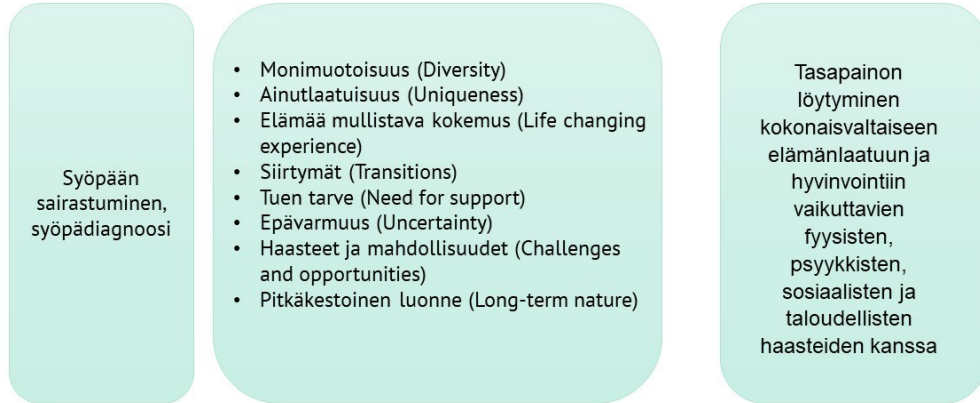 Syöpään
sairastuminen,
syöpädiagnoosi
• Monimuotoisuus (Diversity)
• Ainutlaatuisuus (Uniqueness)
• Elämää mullistava kokemus (Life changing
experience)
• Siirtymät (Transitions)
• Tuen tarve (Need for support)
• Epävarmuus (Uncertainty)
• Haasteet ja mahdollisuudet (Challenges
and opportunities)
• Pitkäkestoinen luonne (Long-term nature)
Tasapainon
löytyminen
kokonaisvaltaiseen
elämänlaatuun ja
hyvinvointiin
vaikuttavien
fyysisten,
psyykkisten,
sosiaalisten ja
taloudellisten
haasteiden kanssa